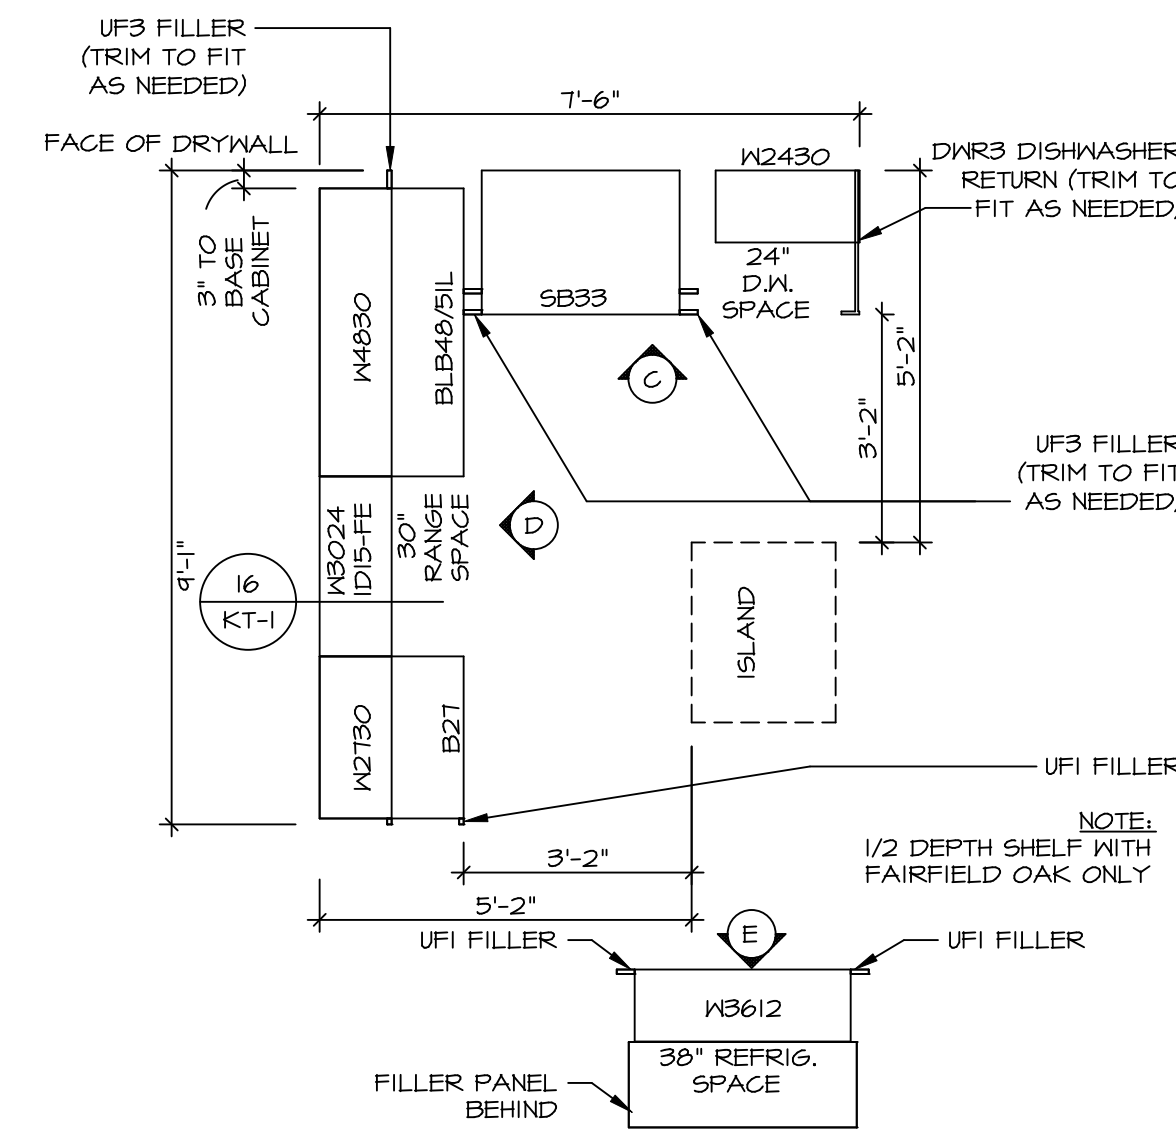 UF3 FILLER
(TRIM TO FIT
AS NEEDED)
7'-6"
FACE OF DRYWALL
W2430
DWR3 DISHWASHER
RETURN (TRIM TO
FIT AS NEEDED)
3" TO
BASE
CABINET
W4830
BLB48/51L
SB33
24"
D.W.
SPACE
C
5'-2"
3'-2"
UF3 FILLER
(TRIM TO FIT
AS NEEDED)
9'-1"
W3024
1D15-FE
30"
RANGE
SPACE
D
16
KT-1
ISLAND
W2730
B27
UF1 FILLER
NOTE:
1/2 DEPTH SHELF WITH
FAIRFIELD OAK ONLY
3'-2"
5'-2"
UF1 FILLER
E
UF1 FILLER
W3612
38" REFRIG.
SPACE
FILLER PANEL
BEHIND